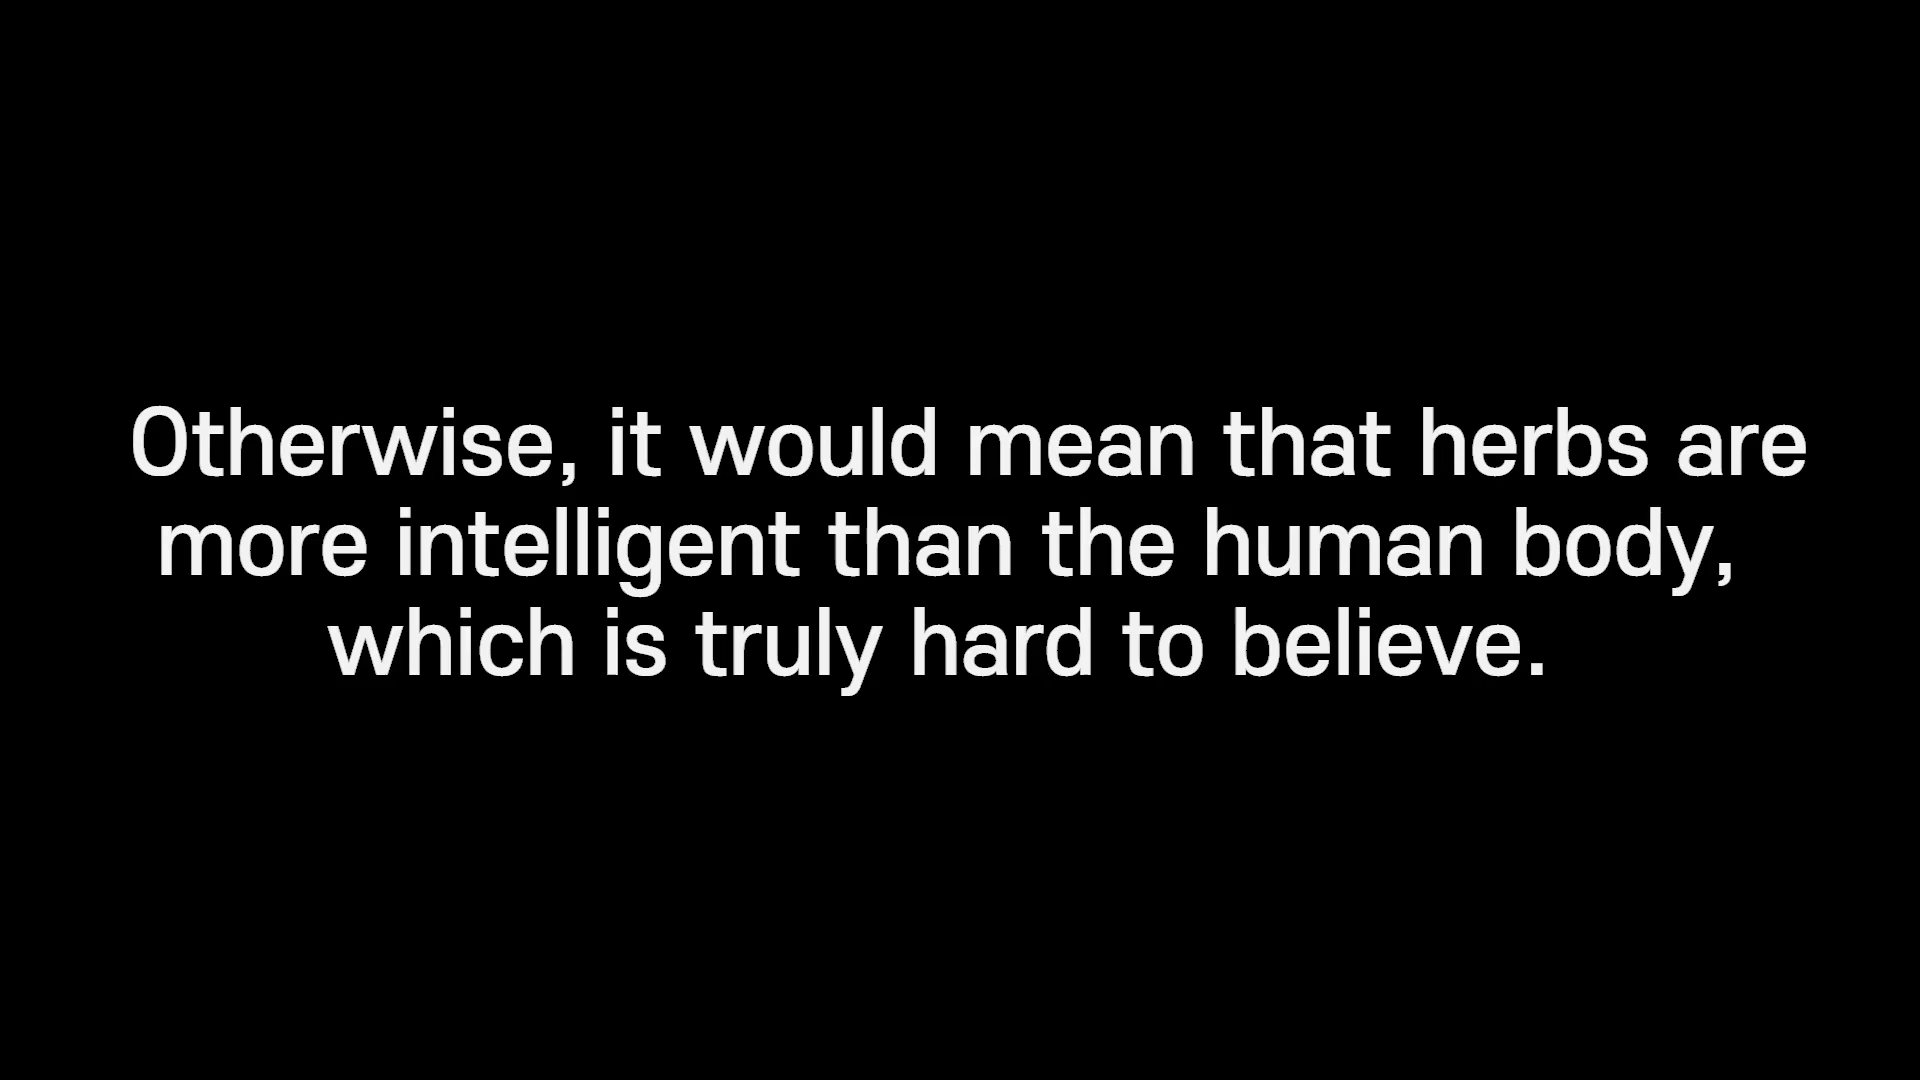 Otherwise, it would mean that herbs are
more intelligent than the human body,
which is truly hard to believe.